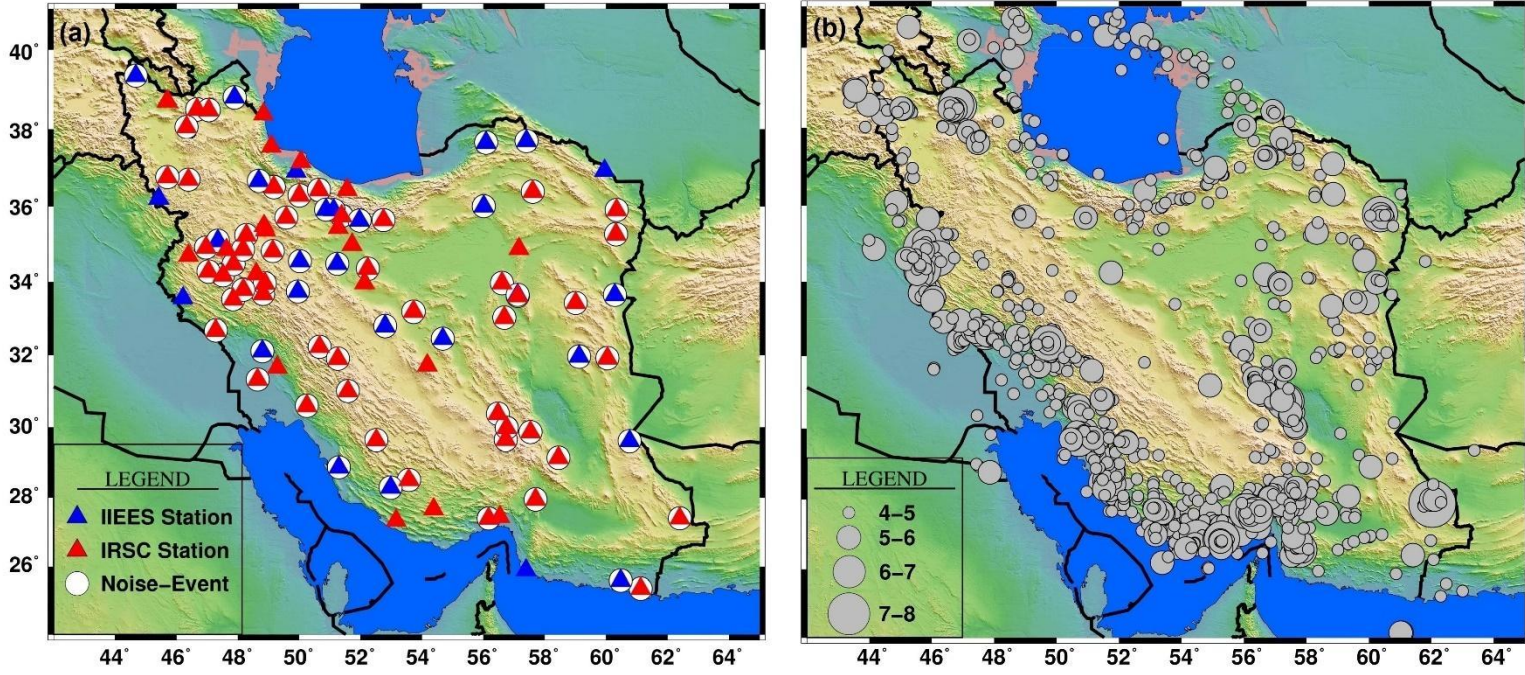 (a)
40°
38°
36°
34°
32°
30°
28°
26°
LEGEND
IIEES Station
IRSC Station
Noise–Event
44° 46° 48° 50° 52° 54° 56° 58° 60° 62° 64°
(b)
LEGEND
4–5
5–6
6–7
7–8
44° 46° 48° 50° 52° 54° 56° 58° 60° 62° 64°